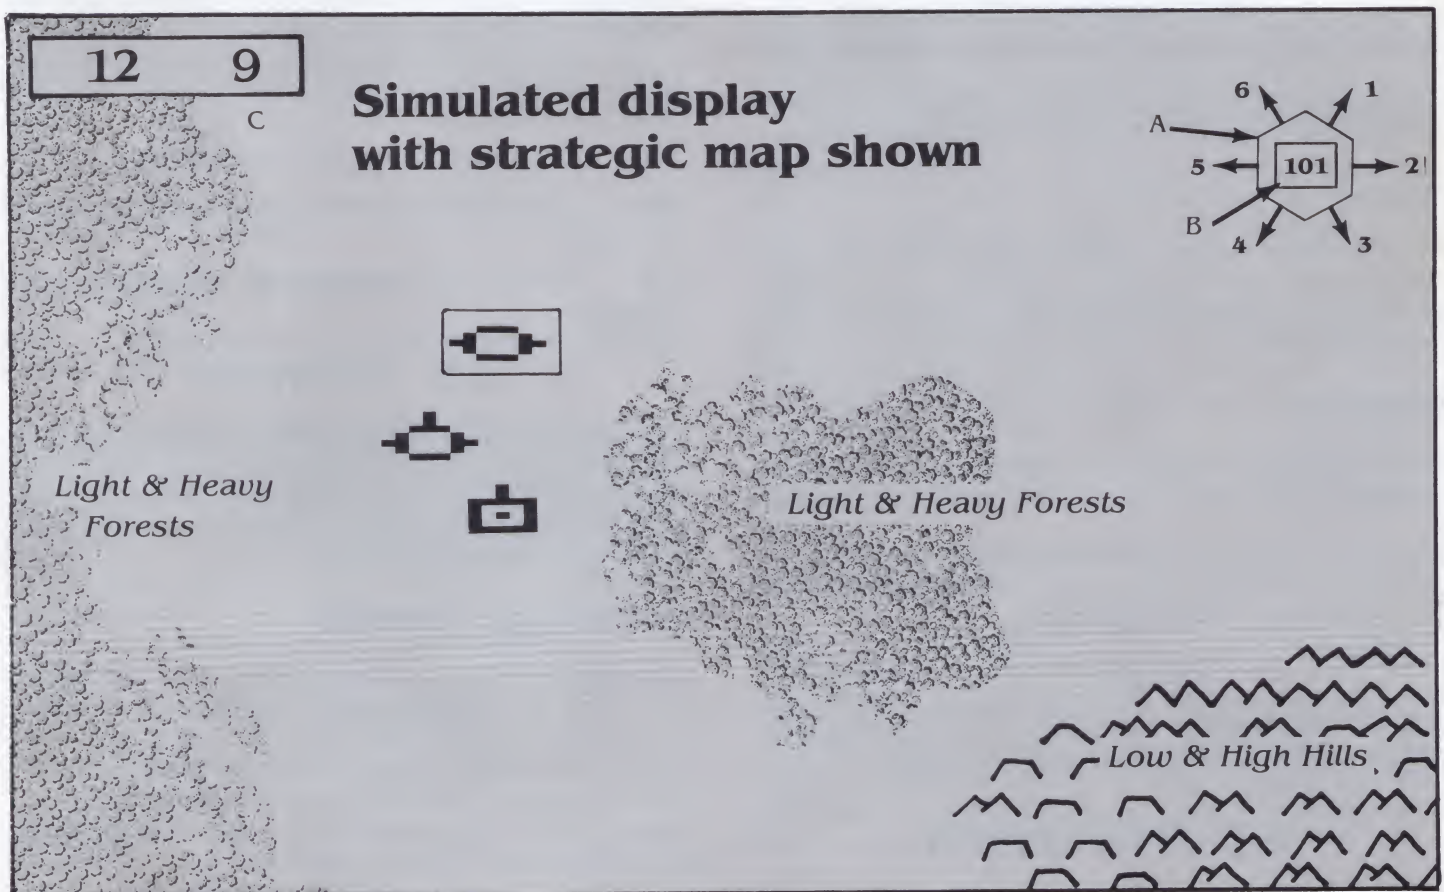 12 9
C
Simulated display
with strategic map shown
6
1
A
5
101
2
B
4
3
Light & Heavy
Forests
Light & Heavy Forests
Low & High Hills